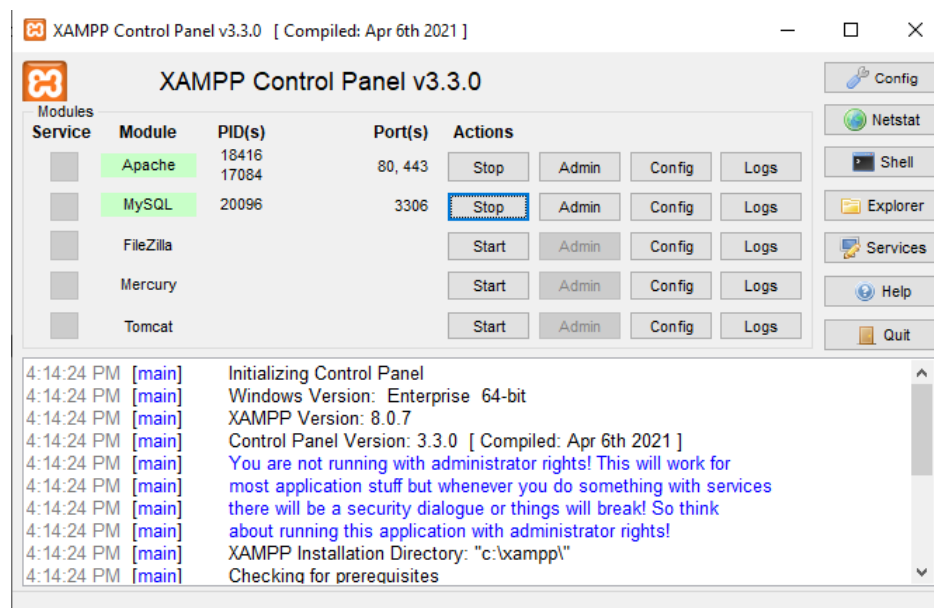 XAMPP Control Panel v3.3.0 [ Compiled: Apr 6th 2021 ]
XAMPP Control Panel v3.3.0
Config
Modules
Service Module PID(s) Port(s) Actions
Netstat
Apache 18416 17084 80, 443 Stop Admin Config Logs
Shell
MySQL 20096 3306 Stop Admin Config Logs
Explorer
FileZilla Start Admin Config Logs
Services
Mercury Start Admin Config Logs
Help
Tomcat Start Admin Config Logs
Quit
4:14:24 PM [main] Initializing Control Panel
4:14:24 PM [main] Windows Version: Enterprise 64-bit
4:14:24 PM [main] XAMPP Version: 8.0.7
4:14:24 PM [main] Control Panel Version: 3.3.0 [ Compiled: Apr 6th 2021 ]
4:14:24 PM [main] You are not running with administrator rights! This will work for
4:14:24 PM [main] most application stuff but whenever you do something with services
4:14:24 PM [main] there will be a security dialogue or things will break! So think
4:14:24 PM [main] about running this application with administrator rights!
4:14:24 PM [main] XAMPP Installation Directory: "c:\xampp\"
4:14:24 PM [main] Checking for prerequisites